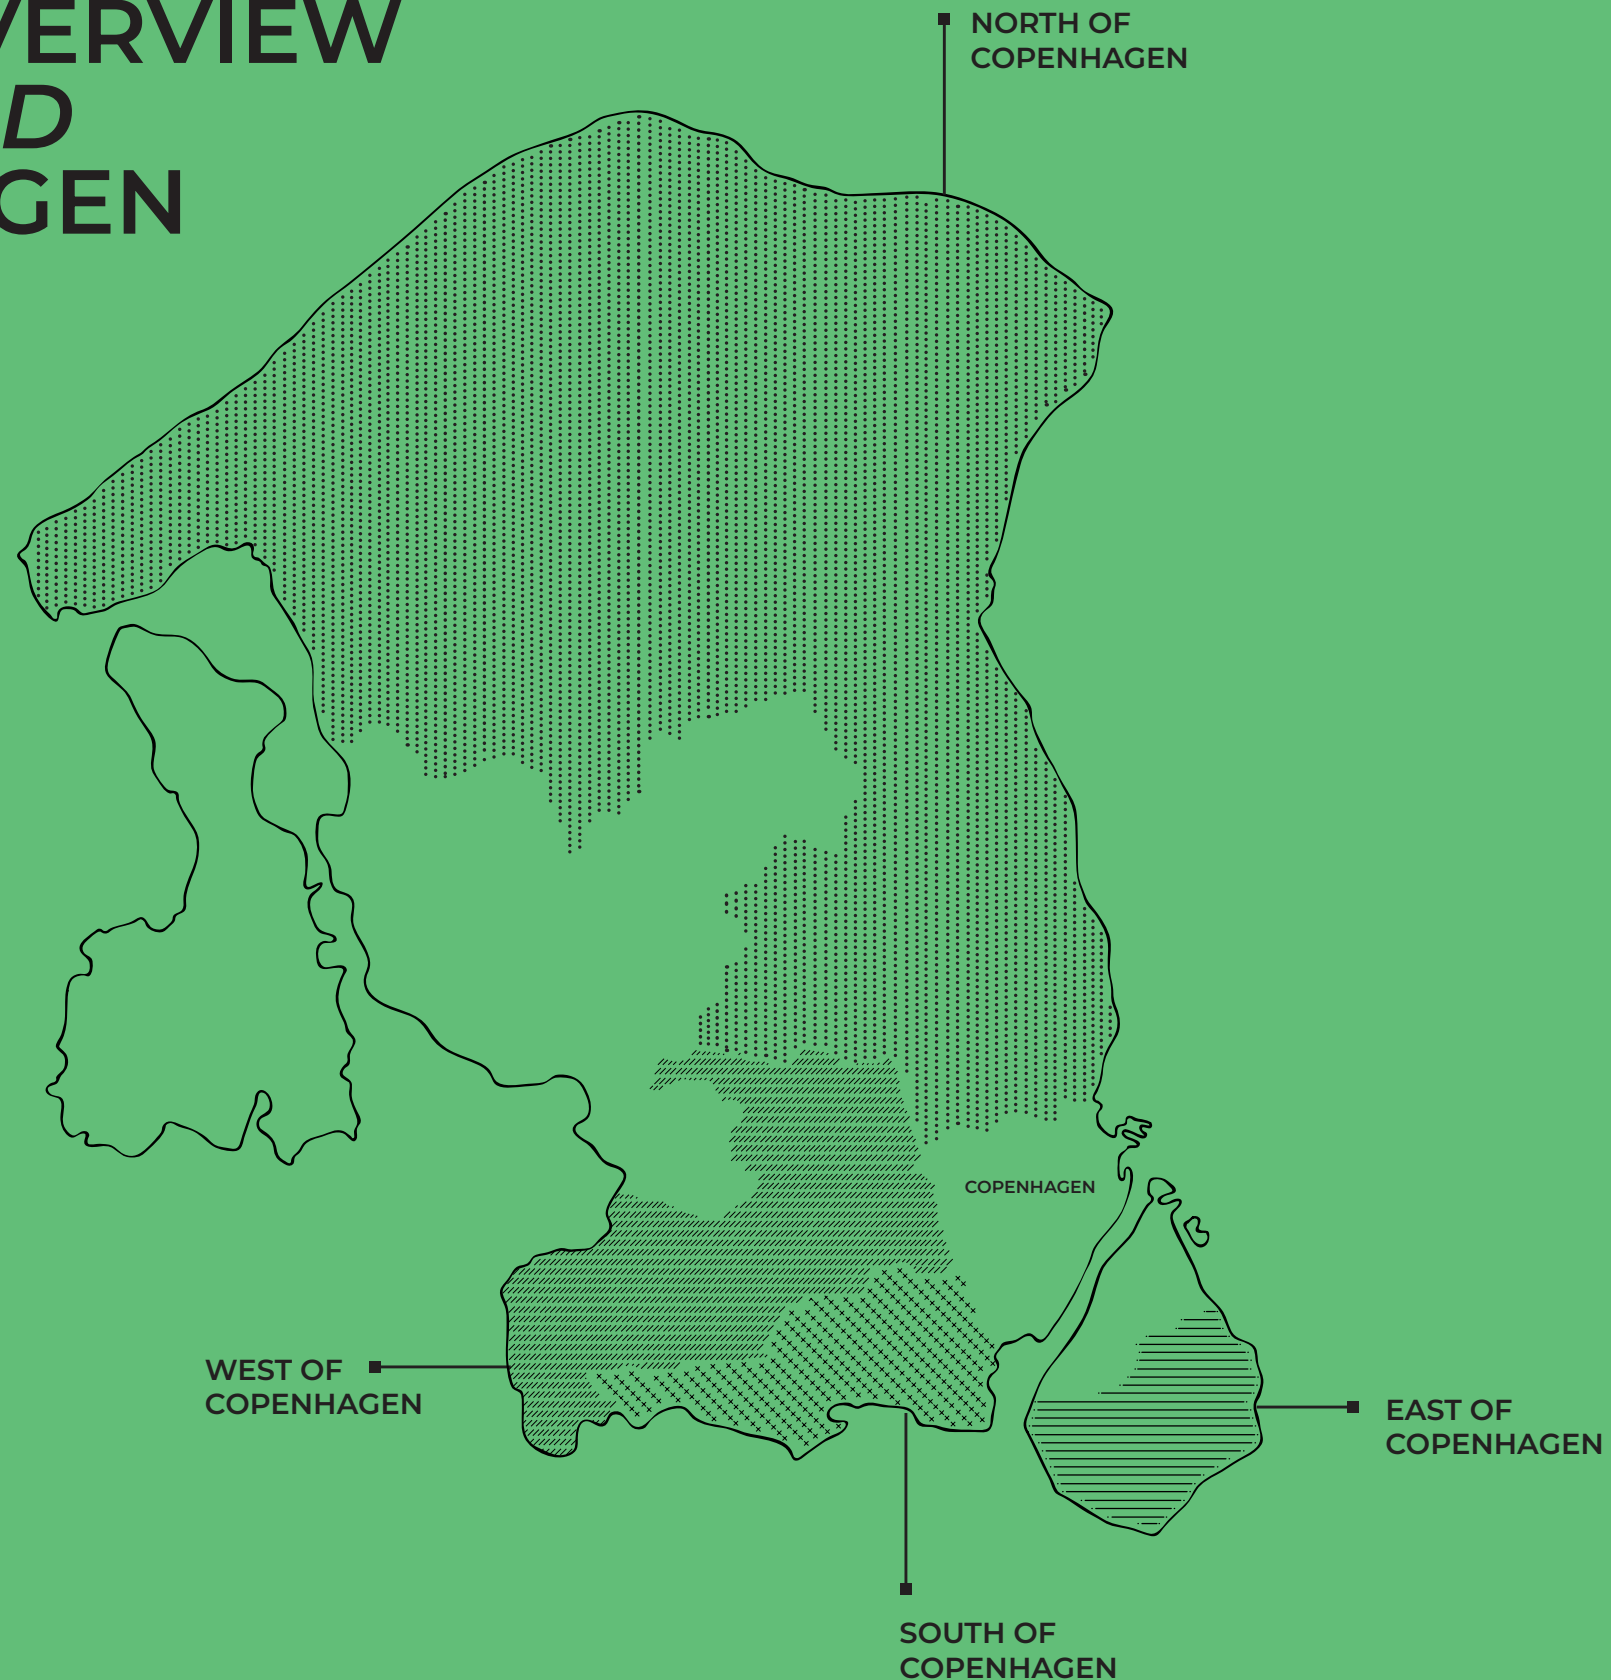 VERVIEW
D
GEN
NORTH OF
COPENHAGEN
COPENHAGEN
WEST OF
COPENHAGEN
EAST OF
COPENHAGEN
SOUTH OF
COPENHAGEN